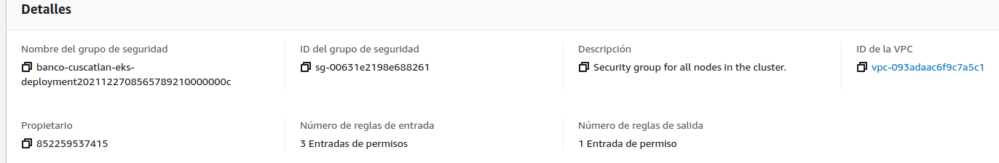 Detalles
Nombre del grupo de seguridad
banco-cuscatlan-eks-
deployment2021122708565789210000000c
ID del grupo de seguridad
sg-00631e2198e688261
Descripción
Security group for all nodes in the cluster.
ID de la VPC
vpc-093adaac6f9c7a5c1
Propietario
852259537415
Número de reglas de entrada
3 Entradas de permisos
Número de reglas de salida
1 Entrada de permiso